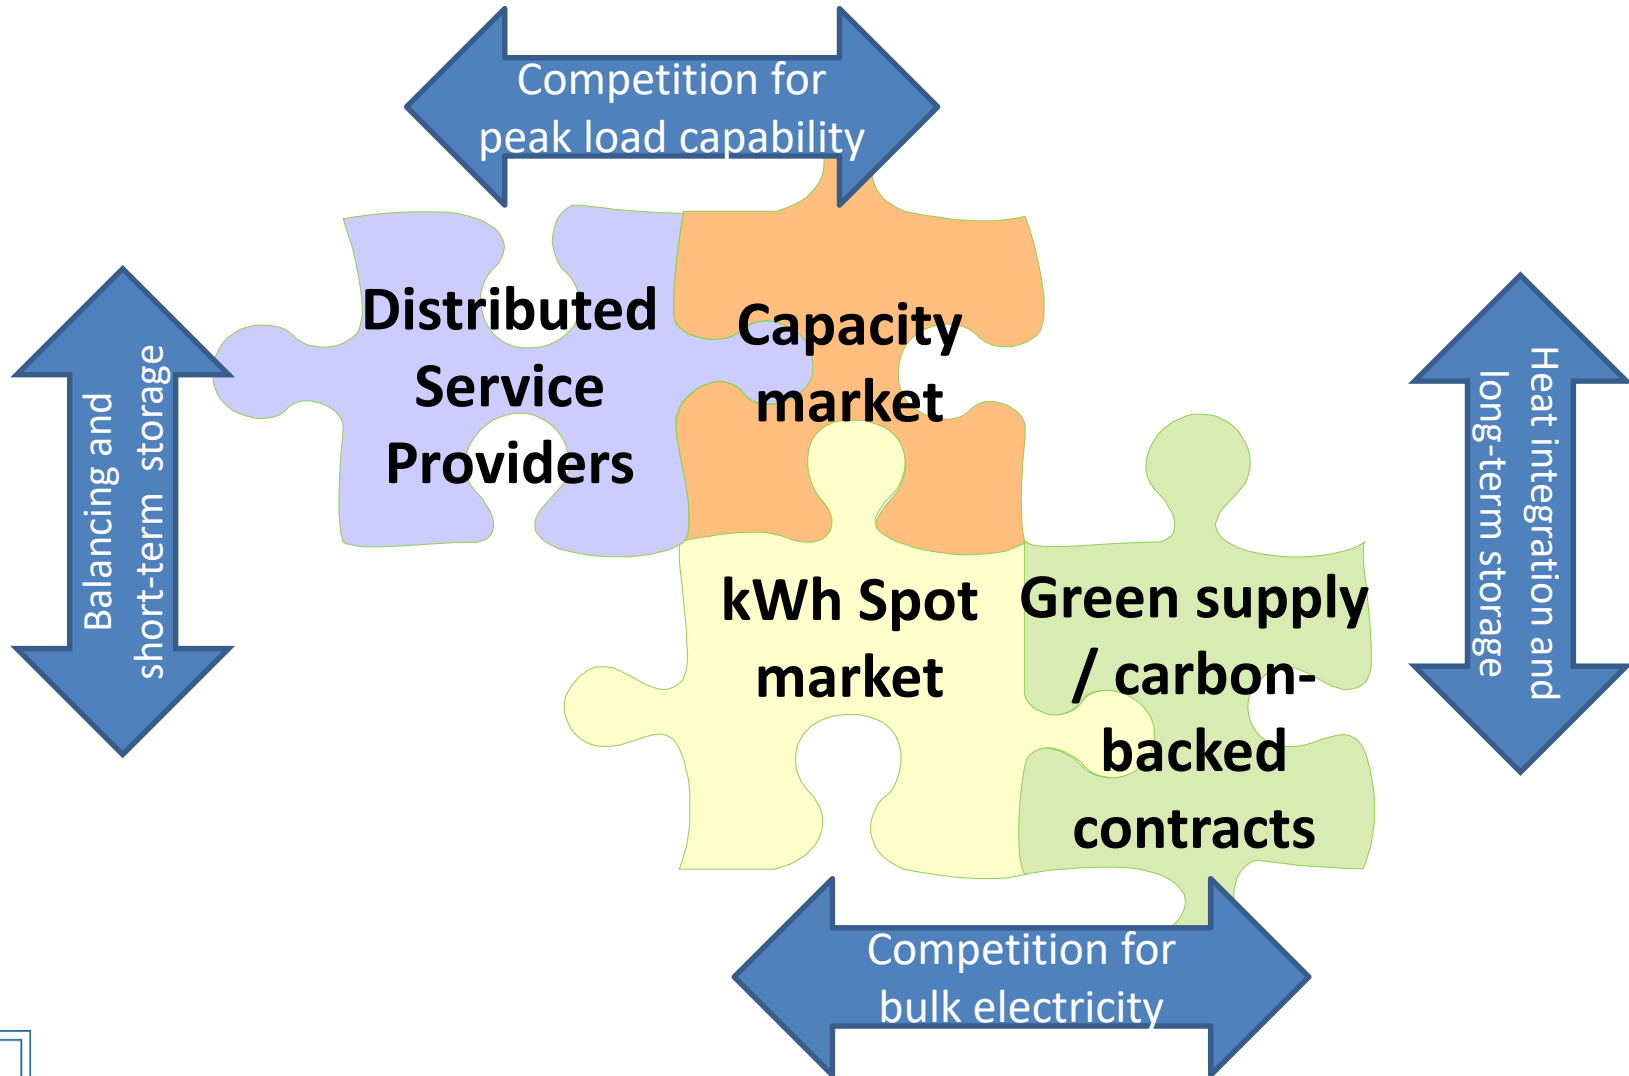 Competition for
peak load capability
Distributed
Service
Providers
Capacity
market
Balancing and
short-term storage
Heat integration and
long-term storage
kWh Spot
market
Green supply
/ carbon-
backed
contracts
Competition for
bulk electricity